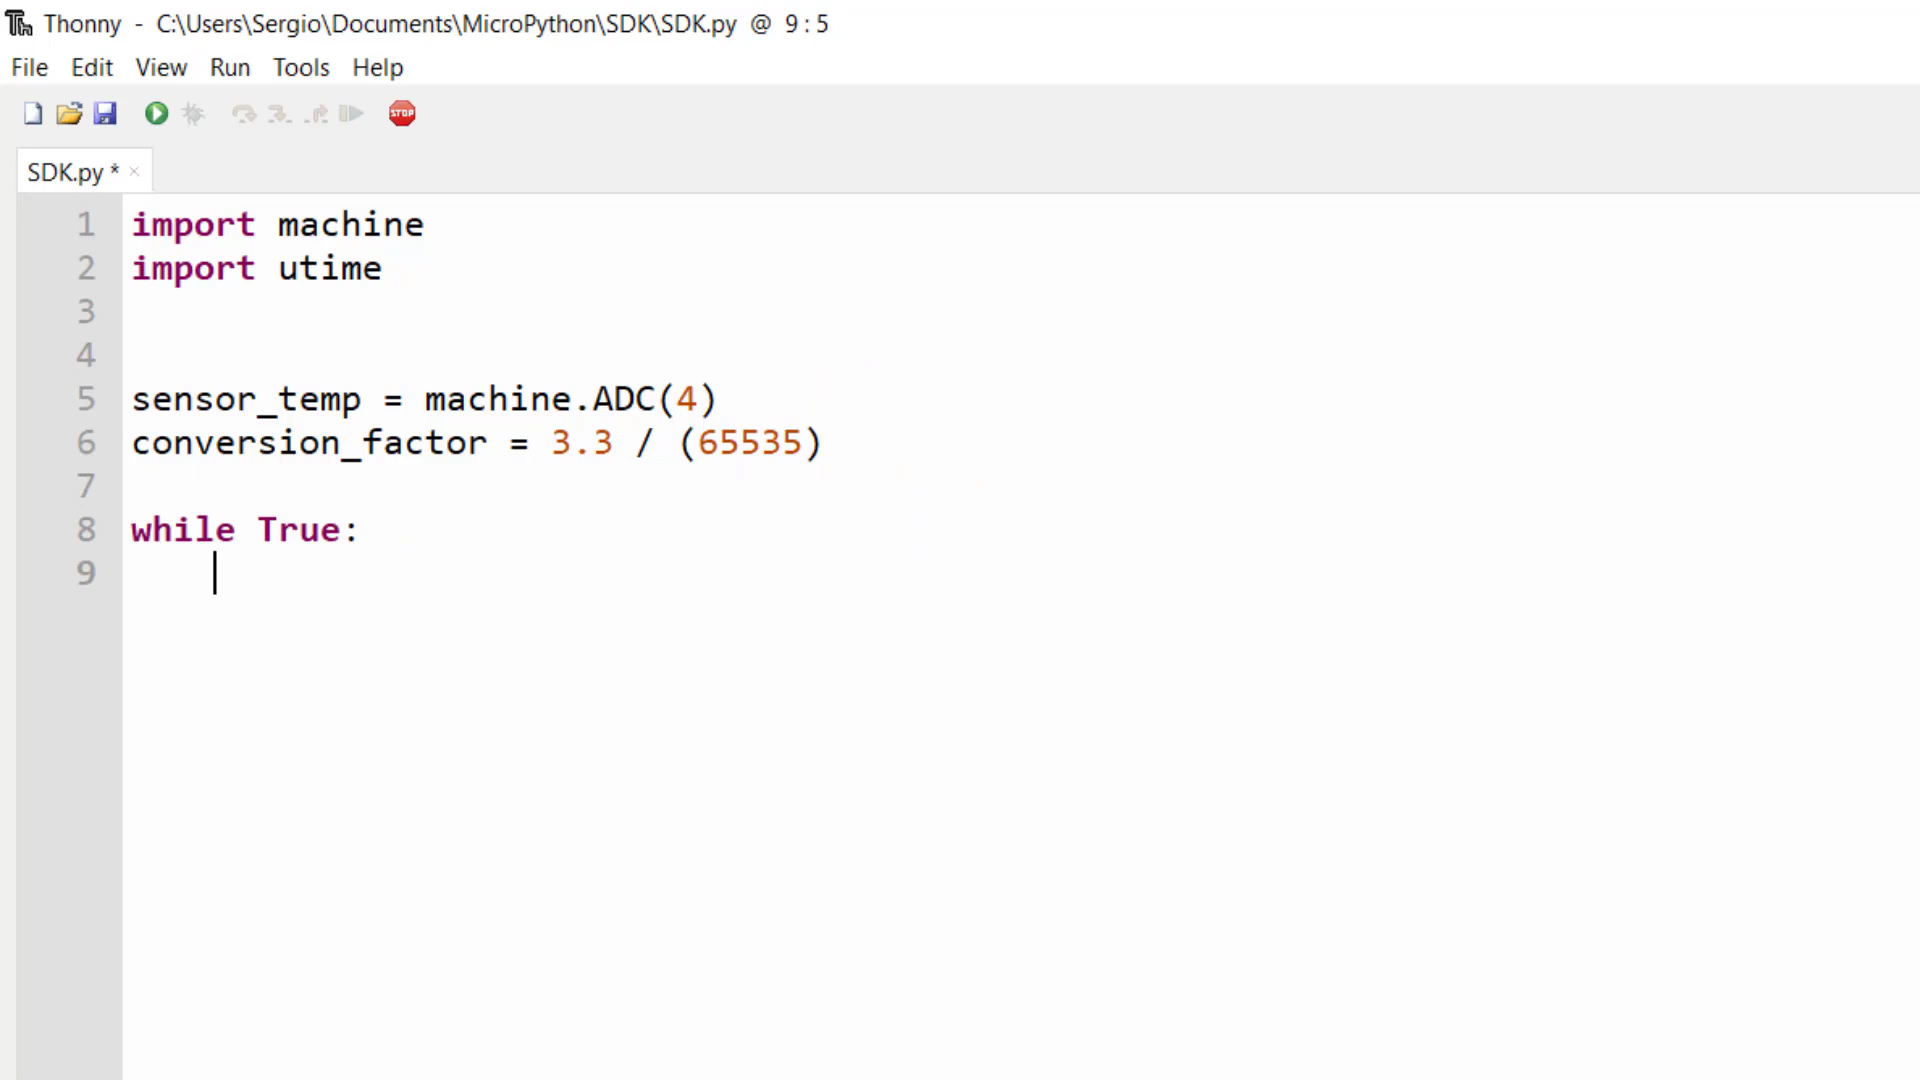 Thonny - C:\Users\Sergio\Documents\MicroPython\SDK\SDK.py @ 9:5
File Edit View Run Tools Help
STOP
SDK.py *
1 import machine
2 import utime
3
4
5 sensor_temp = machine.ADC(4)
6 conversion_factor = 3.3 / (65535)
7
8 while True:
9